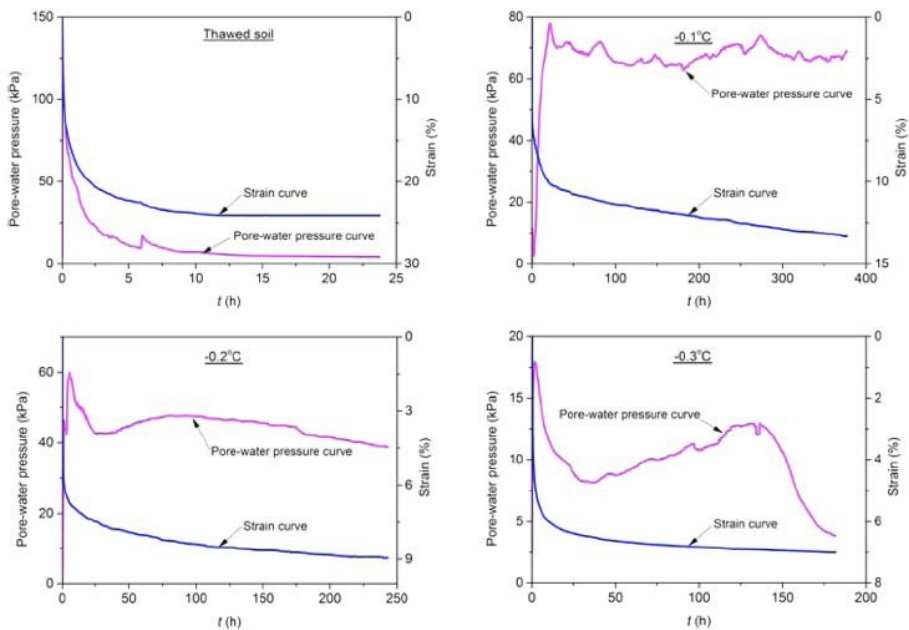 Thawed soil
Pore-water pressure (kPa)
150
100
50
0
0
10
20
30
Strain (%)
Strain curve
Pore-water pressure curve
0
5
10
15
20
25
t (h)
-0.1°C
Pore-water pressure (kPa)
80
60
40
20
0
0
5
10
15
Strain (%)
Pore-water pressure curve
Strain curve
0
100
200
300
400
t (h)
-0.2°C
Pore-water pressure (kPa)
60
40
20
0
0
3
6
9
Strain (%)
Pore-water pressure curve
Strain curve
0
50
100
150
200
250
t (h)
-0.3°C
Pore-water pressure (kPa)
20
15
10
5
0
0
2
4
6
8
Strain (%)
Pore-water pressure curve
Strain curve
0
50
100
150
200
t (h)